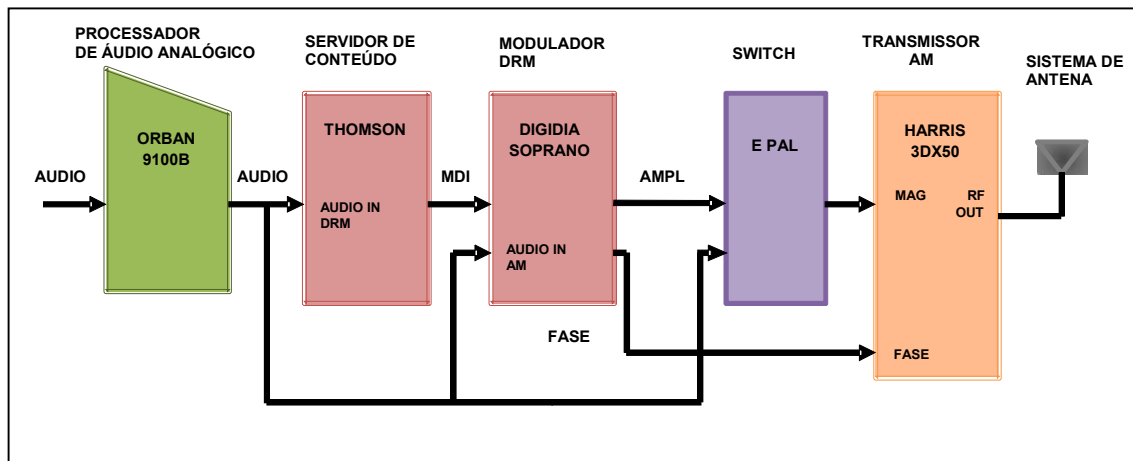 PROCESSADOR
DE ÁUDIO ANALÓGICO
SERVIDOR DE
CONTEÚDO
MODULADOR
DRM
SWITCH
TRANSMISSOR
AM
SISTEMA DE
ANTENA
ORBAN
9100B
THOMSON
DIGIDIA
SOPRANO
E PAL
HARRIS
3DX50
AUDIO
AUDIO
MDI
AMPL
AUDIO IN
DRM
AUDIO IN
AM
MAG
RF
OUT
FASE
FASE